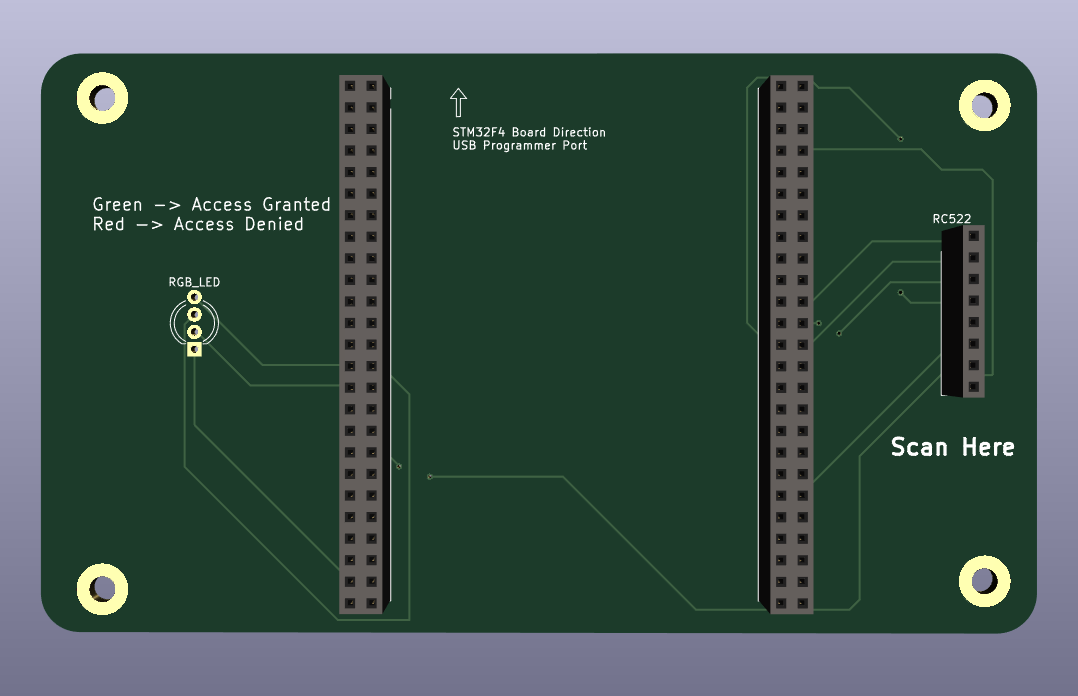 STM32F4 Board Direction
USB Programmer Port
Green -> Access Granted
Red -> Access Denied
RC522
RGB_LED
Scan Here